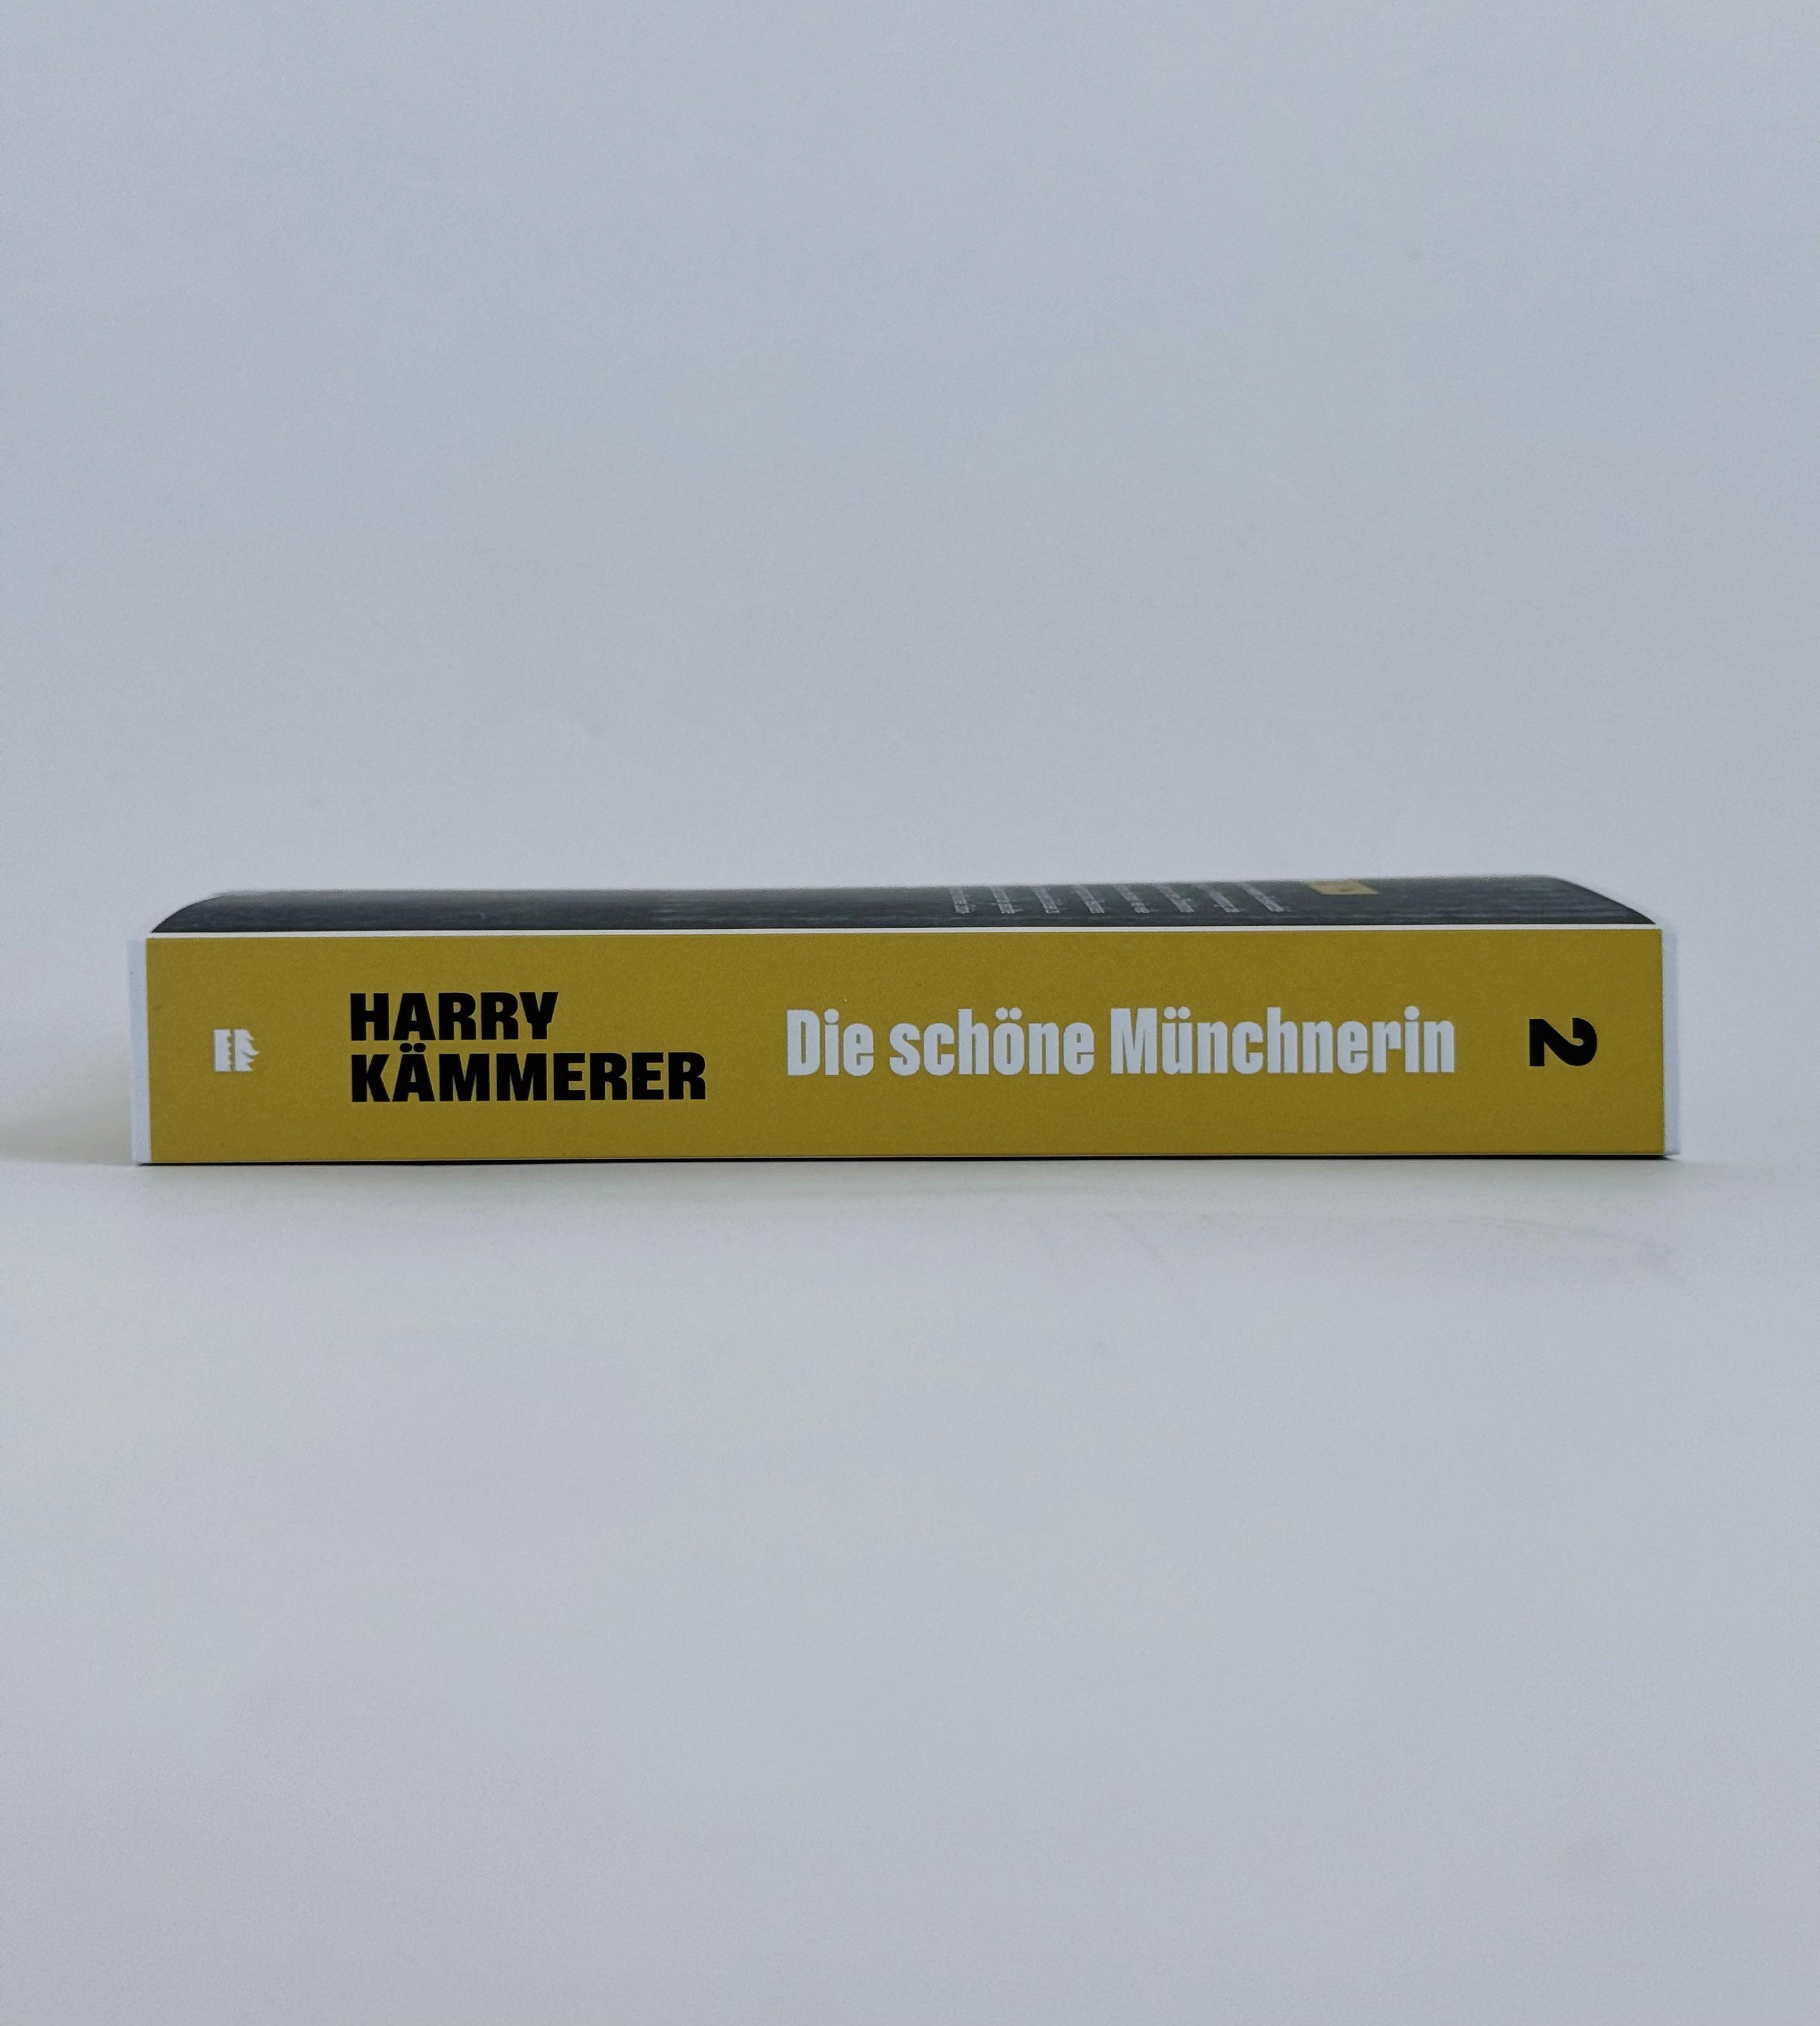 HARRY
KÄMMERER
Die schöne Münchnerin
2